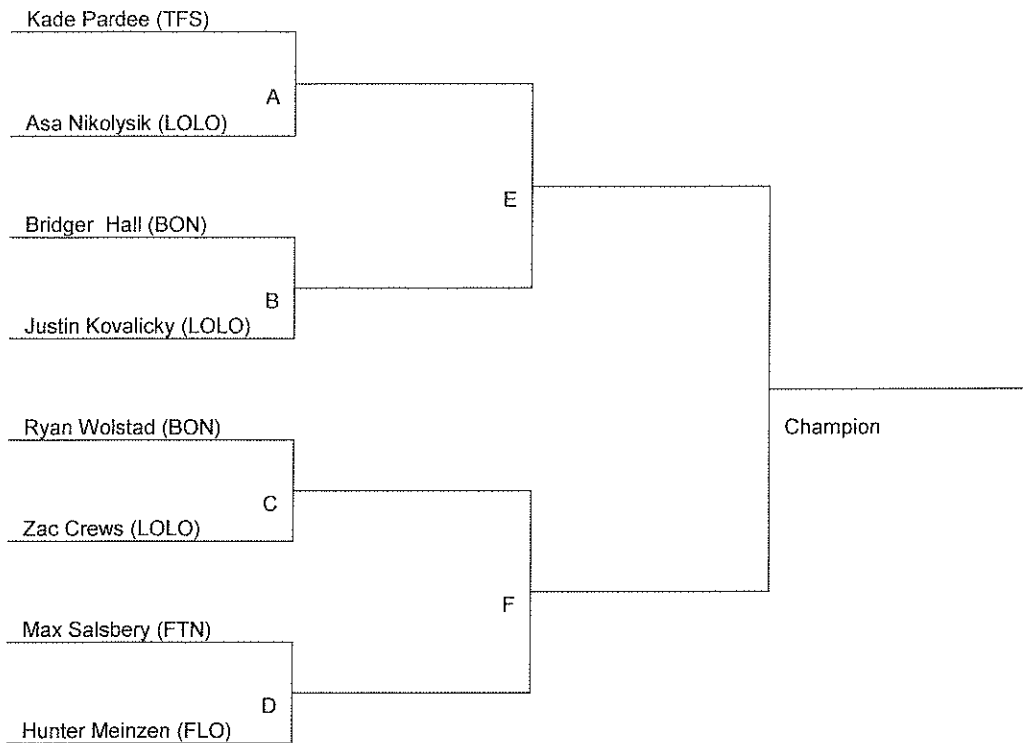 Kade Pardee (TFS)
A
Asa Nikolysik (LOLO)
E
Bridger Hall (BON)
B
Justin Kovalicky (LOLO)
Ryan Wolstad (BON)
Champion
C
Zac Crews (LOLO)
F
Max Salsbery (FTN)
D
Hunter Meinzen (FLO)